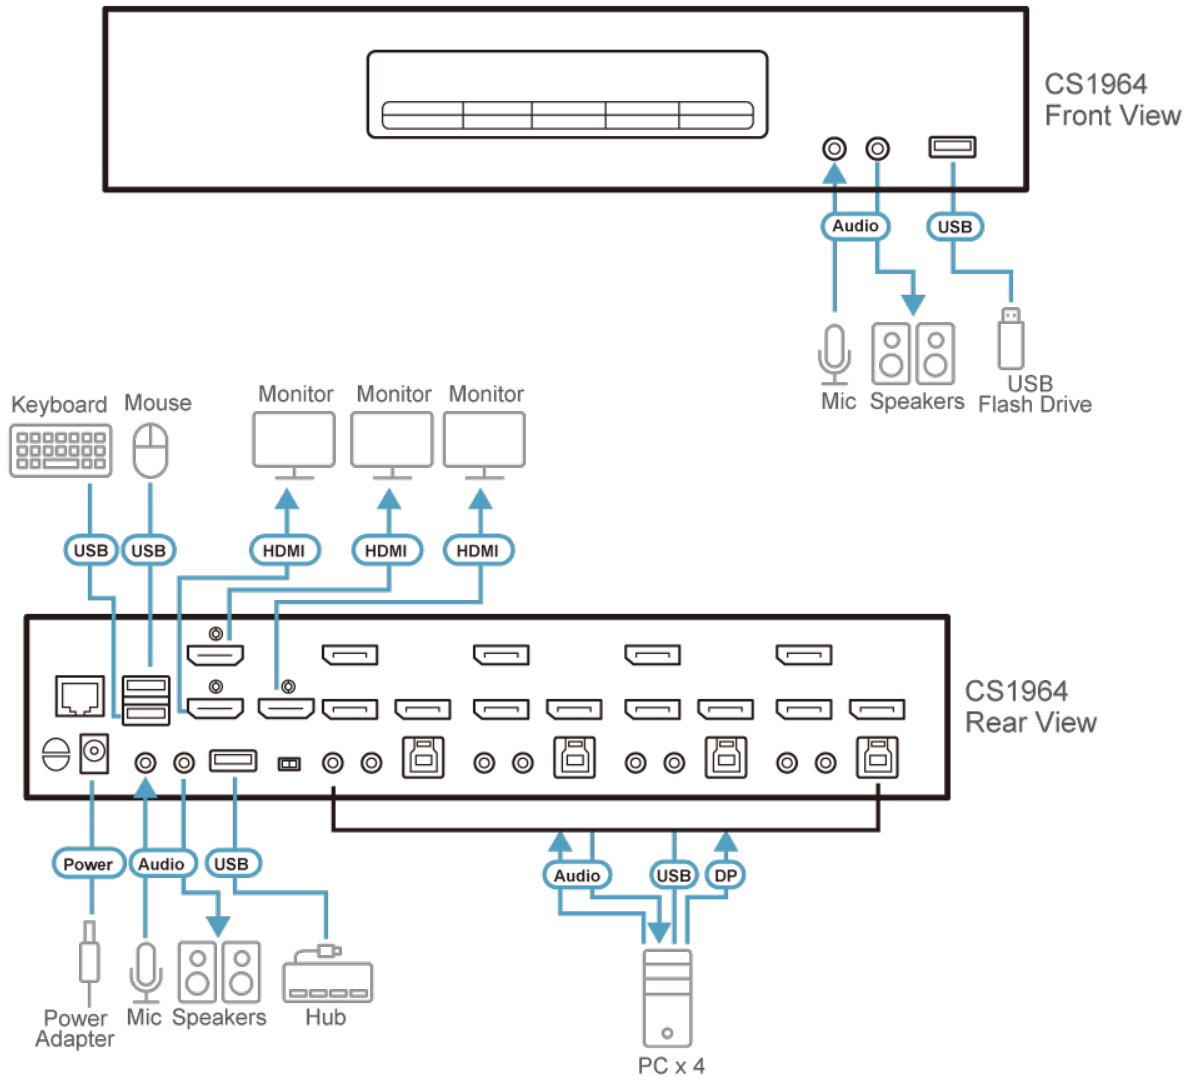 CS1964
Front View
Audio
USB
Mic
Speakers
USB
Flash Drive
Keyboard
Mouse
Monitor
Monitor
Monitor
USB
USB
HDMI
HDMI
HDMI
CS1964
Rear View
Power
Audio
USB
Audio
USB
DP
Power
Adapter
Mic
Speakers
Hub
PC x 4